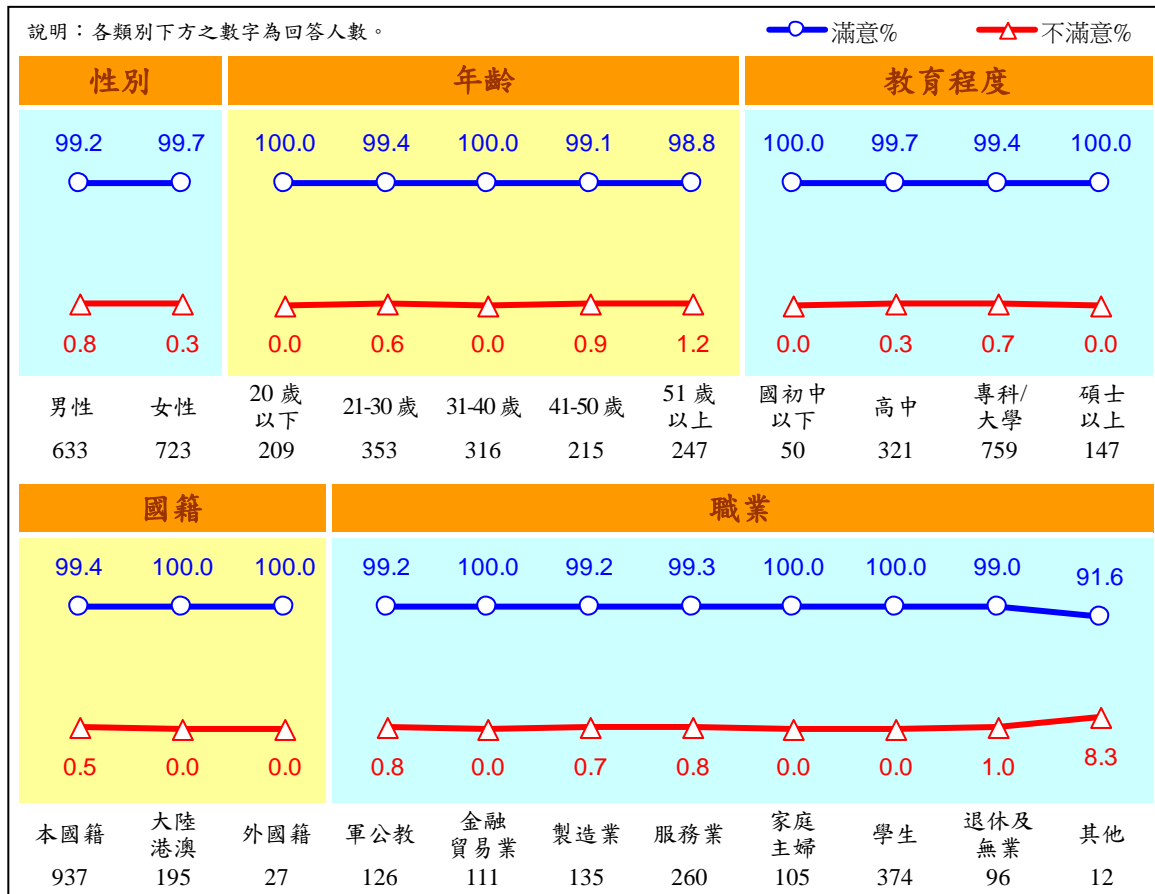 說明：各類別下方之數字為回答人數。
滿意% 不滿意%
性別 年齡 教育程度
99.2 99.7 100.0 99.4 100.0 99.1 98.8 100.0 99.7 99.4 100.0
0.8 0.3 0.0 0.6 0.0 0.9 1.2 0.0 0.3 0.7 0.0
男性 女性 20 歲以下 21-30 歲 31-40 歲 41-50 歲 51 歲以上 國初中以下 高中 專科/大學 碩士以上
633 723 209 353 316 215 247 50 321 759 147
國籍 職業
99.4 100.0 100.0 99.2 100.0 99.2 99.3 100.0 100.0 99.0 91.6
0.5 0.0 0.0 0.8 0.0 0.7 0.8 0.0 0.0 1.0 8.3
本國籍 大陸港澳 外國籍 軍公教 金融貿易業 製造業 服務業 家庭主婦 學生 退休及無業 其他
937 195 27 126 111 135 260 105 374 96 12